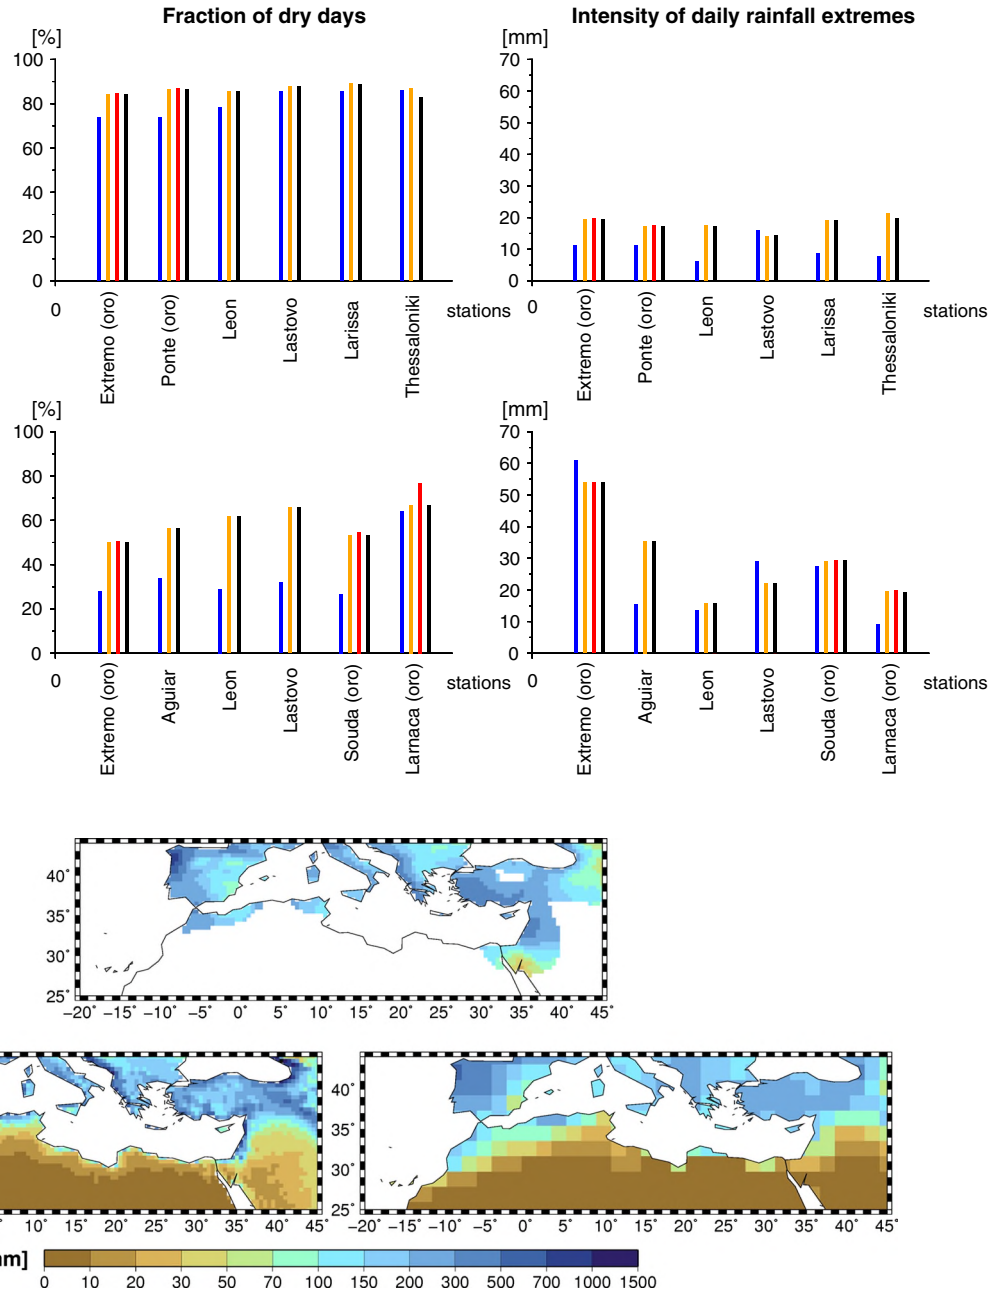 Fraction of dry days
Intensity of daily rainfall extremes
[%]
100
80
60
40
20
0
0
Extremo (oro)
Ponte (oro)
Leon
Lastovo
Larissa
Thessaloniki
stations
[mm]
70
60
50
40
30
20
10
0
0
Extremo (oro)
Ponte (oro)
Leon
Lastovo
Larissa
Thessaloniki
stations
[%]
100
80
60
40
20
0
0
Extremo (oro)
Aguiar
Leon
Lastovo
Souda (oro)
Larnaca (oro)
stations
[mm]
70
60
50
40
30
20
10
0
0
Extremo (oro)
Aguiar
Leon
Lastovo
Souda (oro)
Larnaca (oro)
stations
40°
35°
30°
25°
−20° −15° −10° −5° 0° 5° 10° 15° 20° 25° 30° 35° 40° 45°
° 10° 15° 20° 25° 30° 35° 40° 45°
40°
35°
30°
25°
−20° −15° −10° −5° 0° 5° 10° 15° 20° 25° 30° 35° 40° 45°
m]
0 10 20 30 50 70 100 150 200 300 500 700 1000 1500